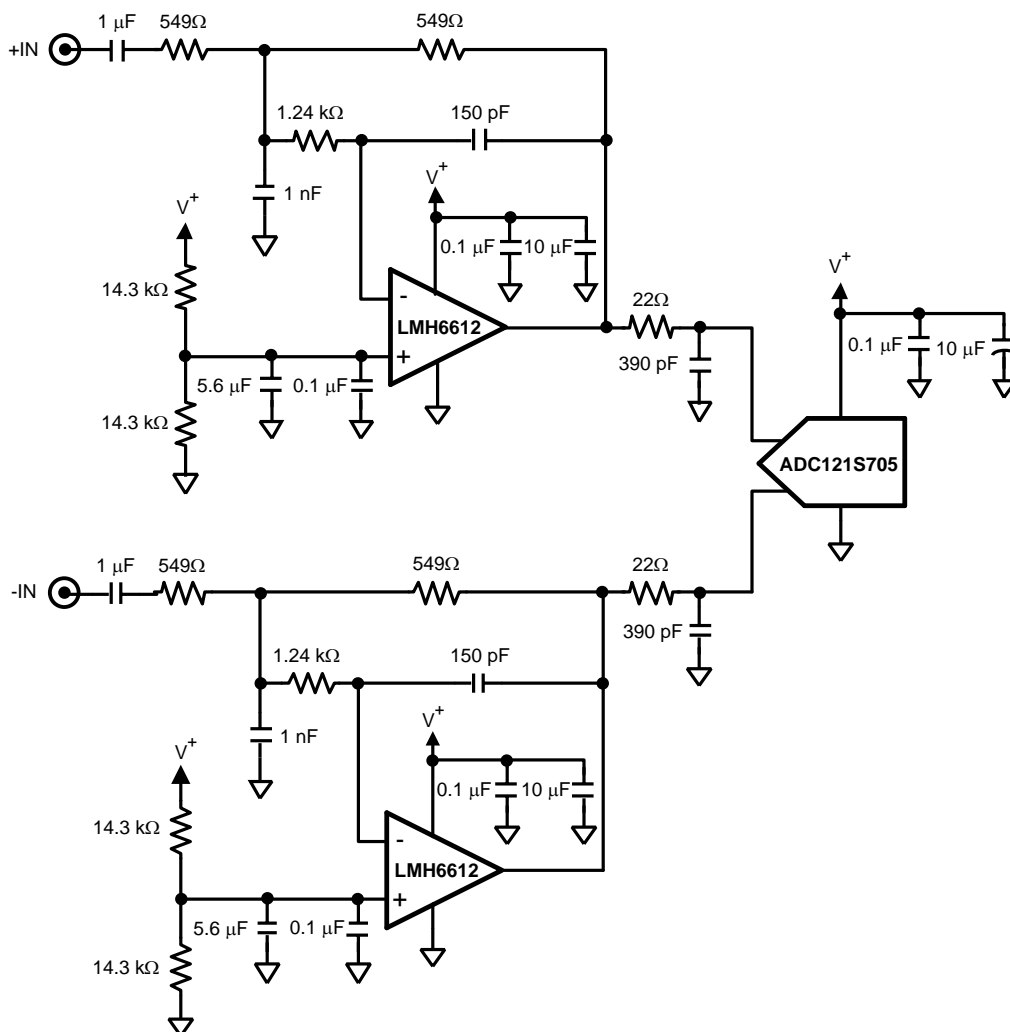 1 μF
549Ω
549Ω
+IN
1.24 kΩ
150 pF
V+
1 nF
V+
0.1 μF
10 μF
14.3 kΩ
-
LMH6612
+
22Ω
V+
5.6 μF
0.1 μF
390 pF
0.1 μF
10 μF
14.3 kΩ
ADC121S705
1 μF
549Ω
549Ω
22Ω
-IN
390 pF
1.24 kΩ
150 pF
V+
1 nF
V+
0.1 μF
10 μF
14.3 kΩ
-
LMH6612
+
5.6 μF
0.1 μF
14.3 kΩ